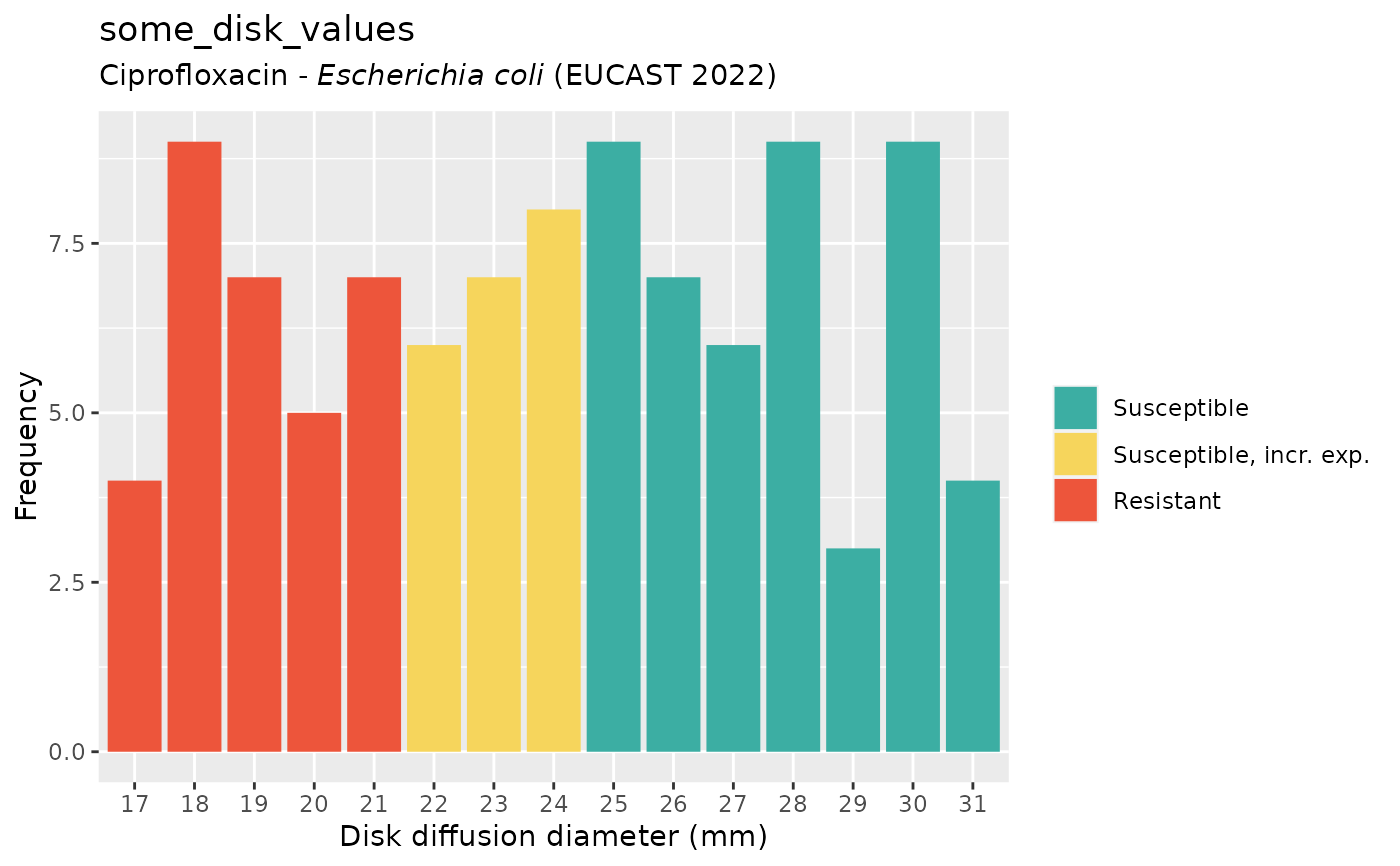 some_disk_values
Ciprofloxacin - Escherichia coli (EUCAST 2022)
Frequency
7.5
5.0
2.5
0.0
17 18 19 20 21 22 23 24 25 26 27 28 29 30 31
Disk diffusion diameter (mm)
Susceptible
Susceptible, incr. exp.
Resistant